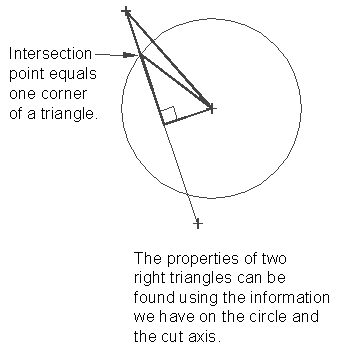 Intersection
point equals
one corner
of a triangle.
The properties of two
right triangles can be
found using the information
we have on the circle and
the cut axis.